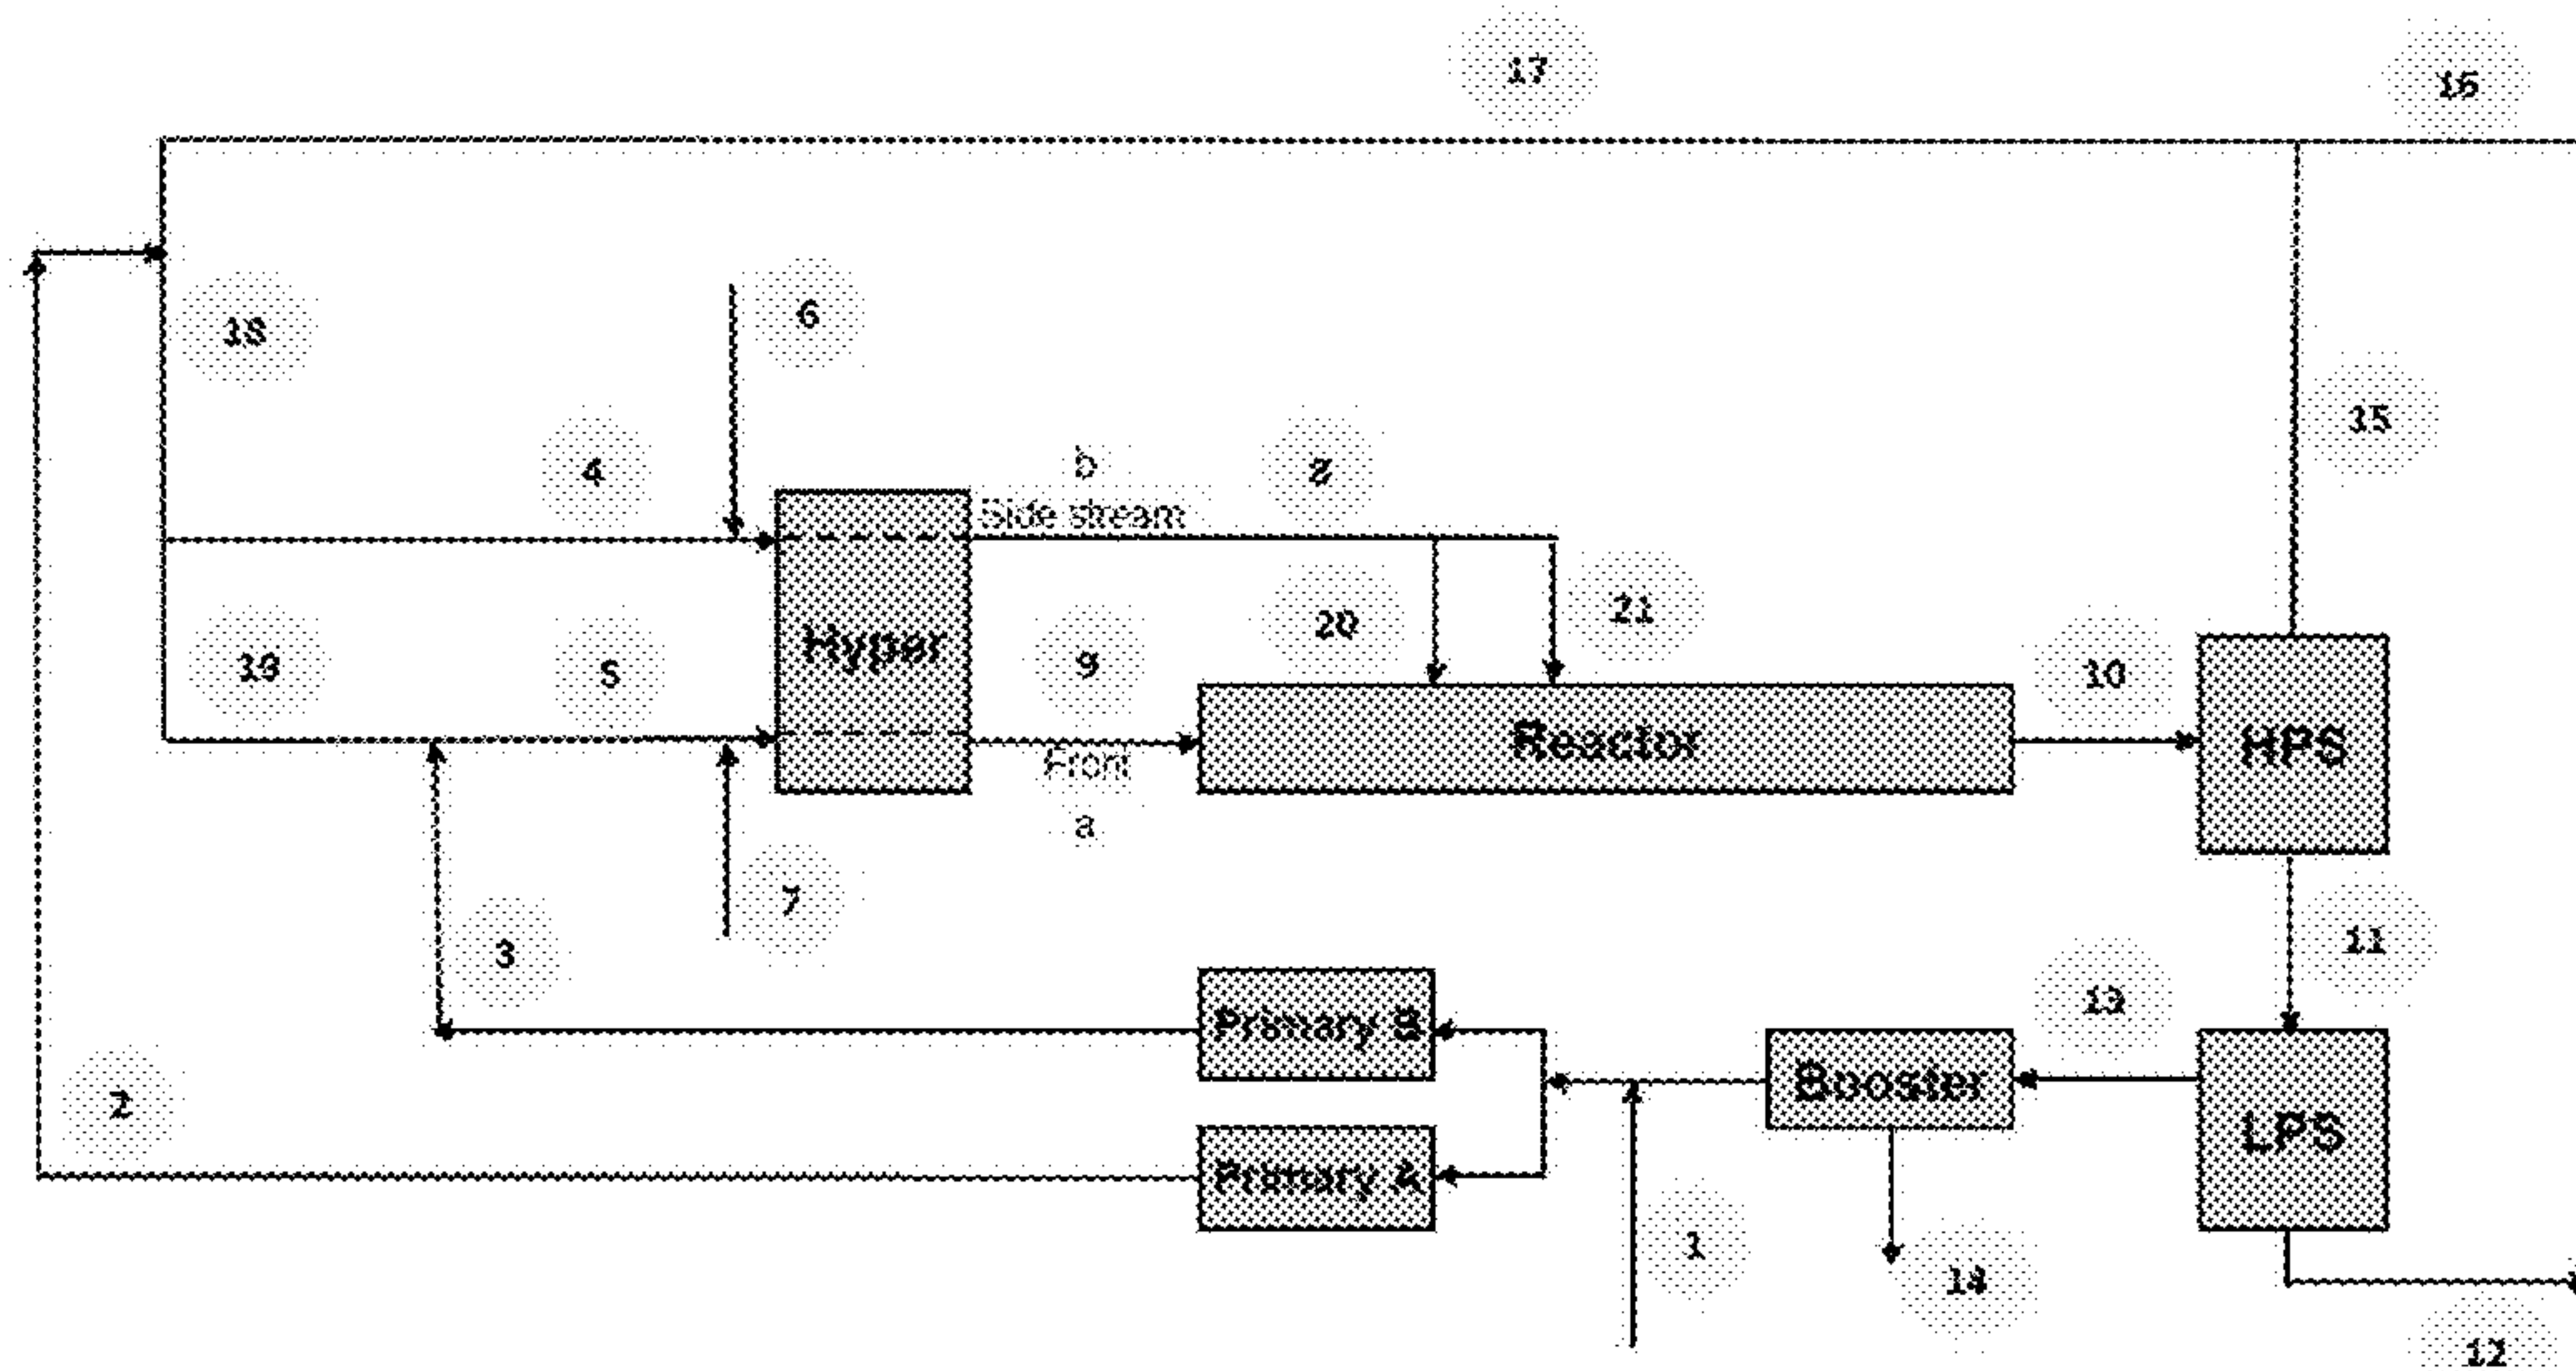 17
16
18
6
15
4
b
8
Side stream
Hyper
20
21
19
5
9
10
Reactor
HPS
Front
a
7
3
11
13
Primary B
Booster
2
LPS
Primary A
1
14
12